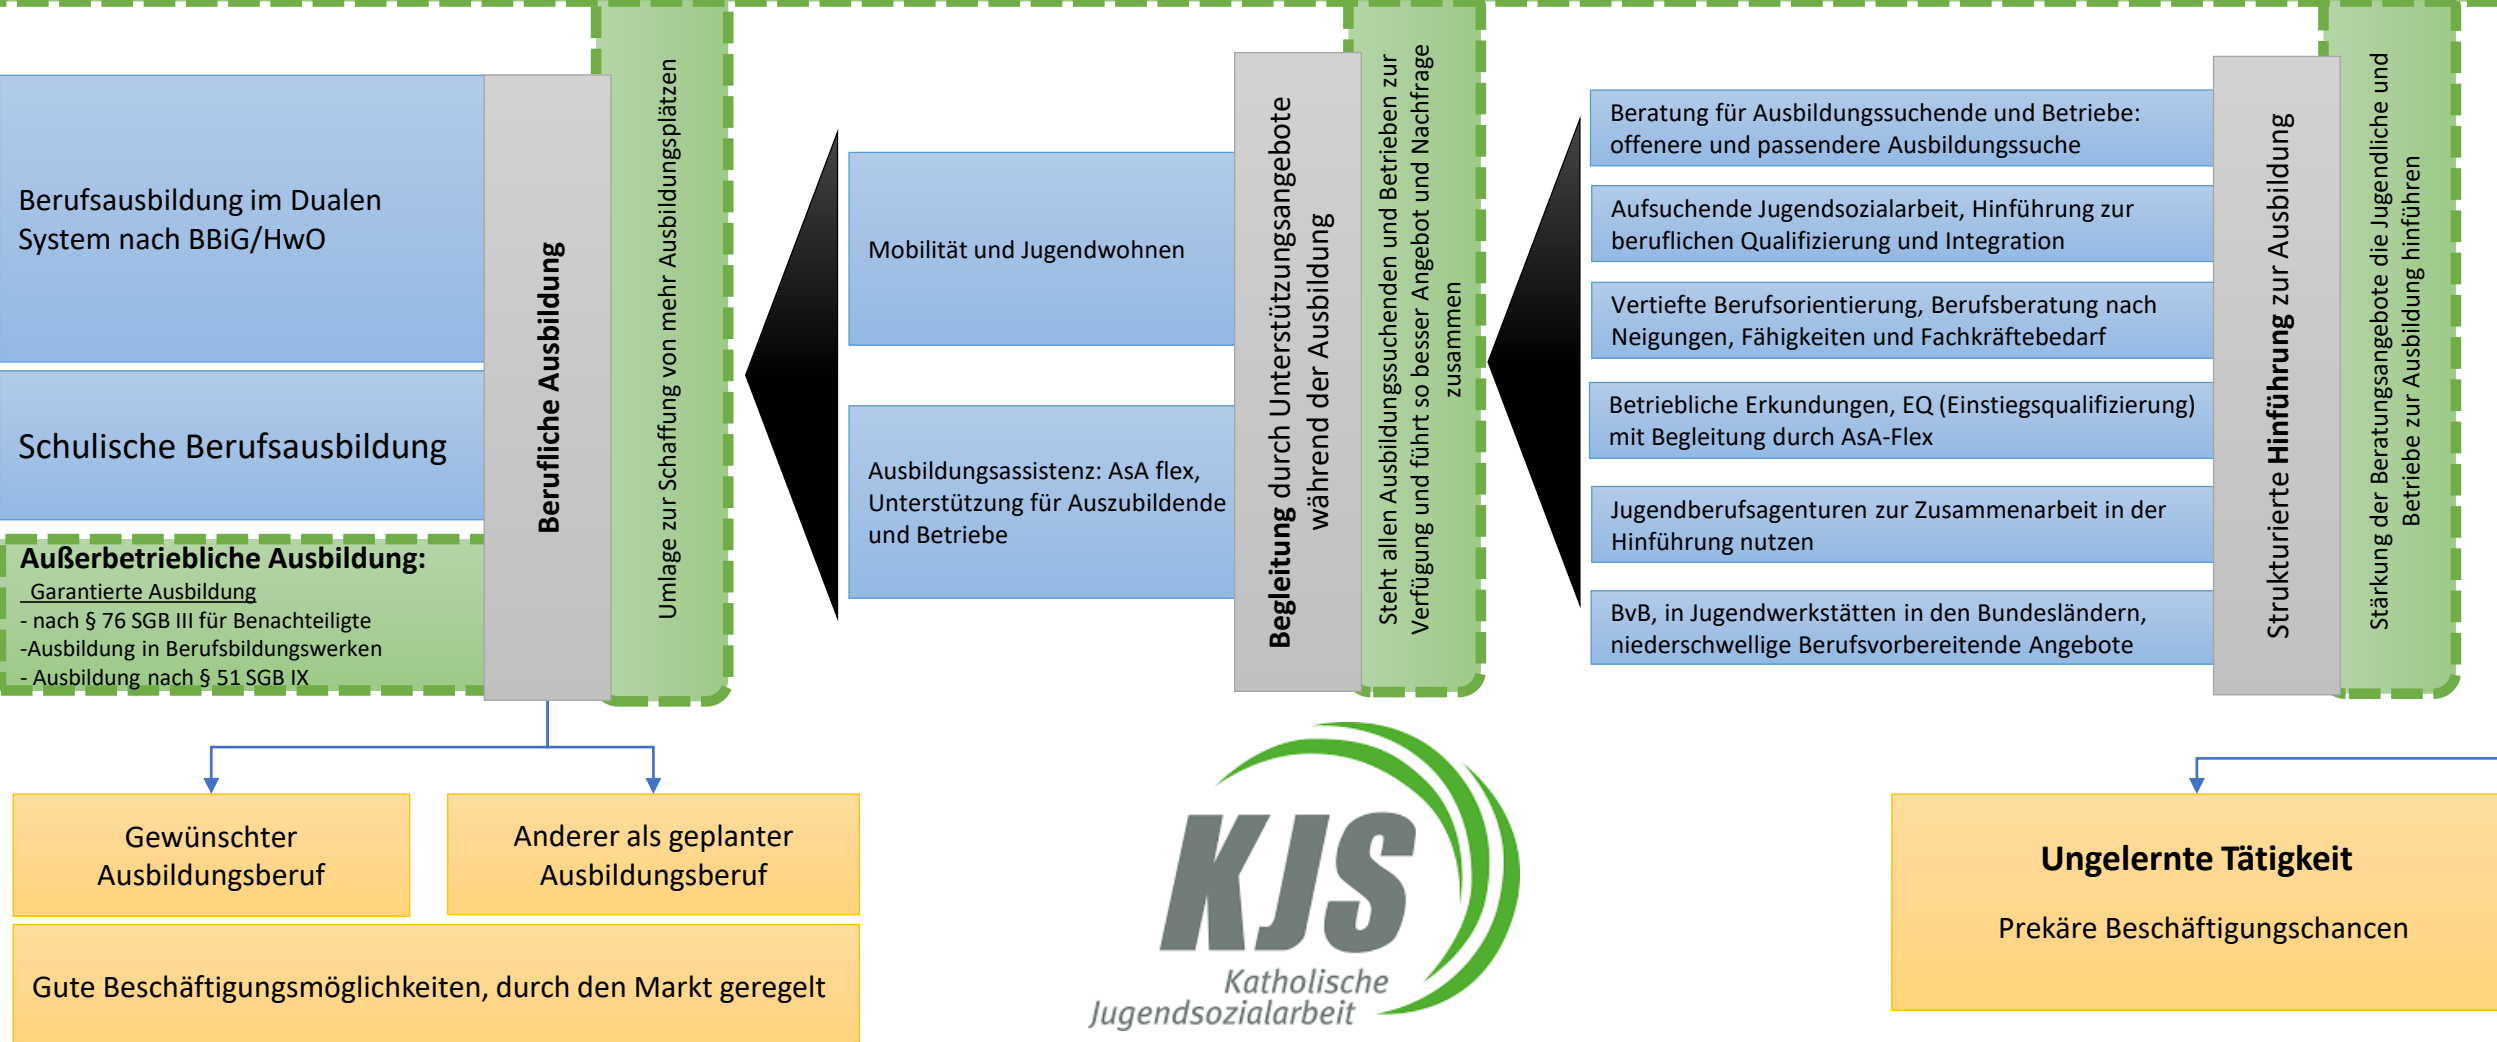 Berufsausbildung im Dualen
System nach BBiG/HwO
Schulische Berufsausbildung
Außerbetriebliche Ausbildung:
Garantierte Ausbildung
- nach § 76 SGB III für Benachteiligte
-Ausbildung in Berufsbildungswerken
- Ausbildung nach § 51 SGB IX
Berufliche Ausbildung
Umlage zur Schaffung von mehr Ausbildungsplätzen
Mobilität und Jugendwohnen
Ausbildungsassistenz: AsA flex,
Unterstützung für Auszubildende
und Betriebe
Begleitung durch Unterstützungsangebote
während der Ausbildung
Steht allen Ausbildungssuchenden und Betrieben zur
Verfügung und führt so besser Angebot und Nachfrage
zusammen
Beratung für Ausbildungssuchende und Betriebe:
offenere und passendere Ausbildungssuche
Aufsuchende Jugendsozialarbeit, Hinführung zur
beruflichen Qualifizierung und Integration
Vertiefte Berufsorientierung, Berufsberatung nach
Neigungen, Fähigkeiten und Fachkräftebedarf
Betriebliche Erkundungen, EQ (Einstiegsqualifizierung)
mit Begleitung durch AsA-Flex
Jugendberufsagenturen zur Zusammenarbeit in der
Hinführung nutzen
BvB, in Jugendwerkstätten in den Bundesländern,
niederschwellige Berufsvorbereitende Angebote
Strukturierte Hinführung zur Ausbildung
Stärkung der Beratungsangebote die Jugendliche und
Betriebe zur Ausbildung hinführen
Gewünschter
Ausbildungsberuf
Anderer als geplanter
Ausbildungsberuf
Gute Beschäftigungsmöglichkeiten, durch den Markt geregelt
KJS
Katholische
Jugendsozialarbeit
Ungelernte Tätigkeit
Prekäre Beschäftigungschancen